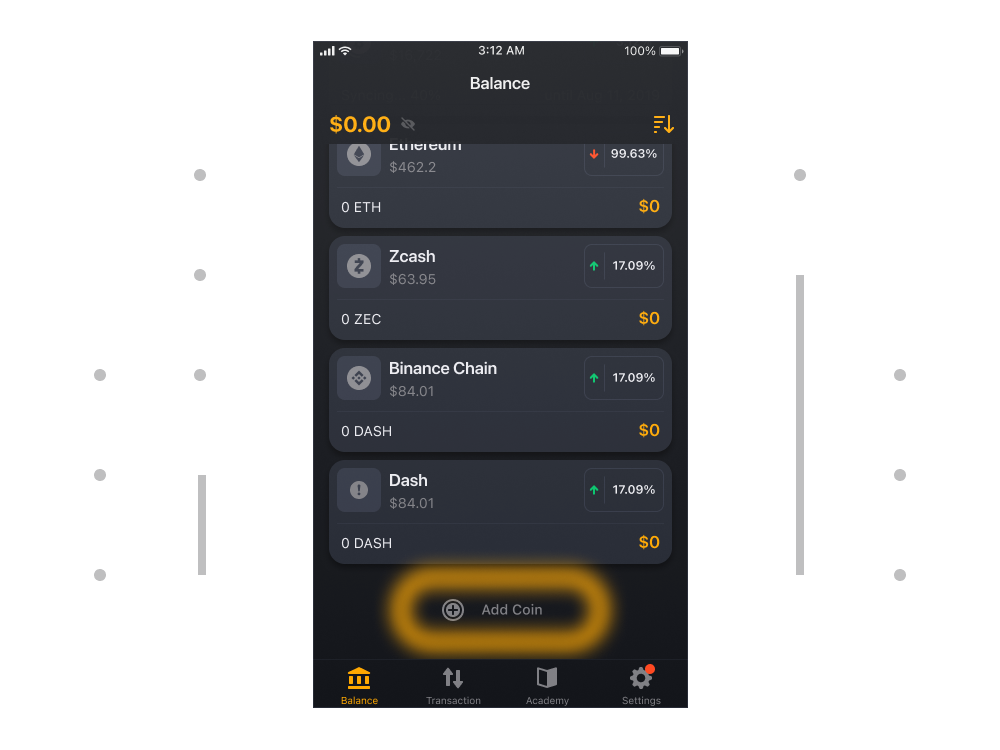 3:12 AM 100%
Balance
$0.00
Ethereum
$462.2
99.63%
0 ETH $0
Zcash
$63.95
17.09%
0 ZEC $0
Binance Chain
$84.01
17.09%
0 DASH $0
Dash
$84.01
17.09%
0 DASH $0
Add Coin
Balance Transaction Academy Settings